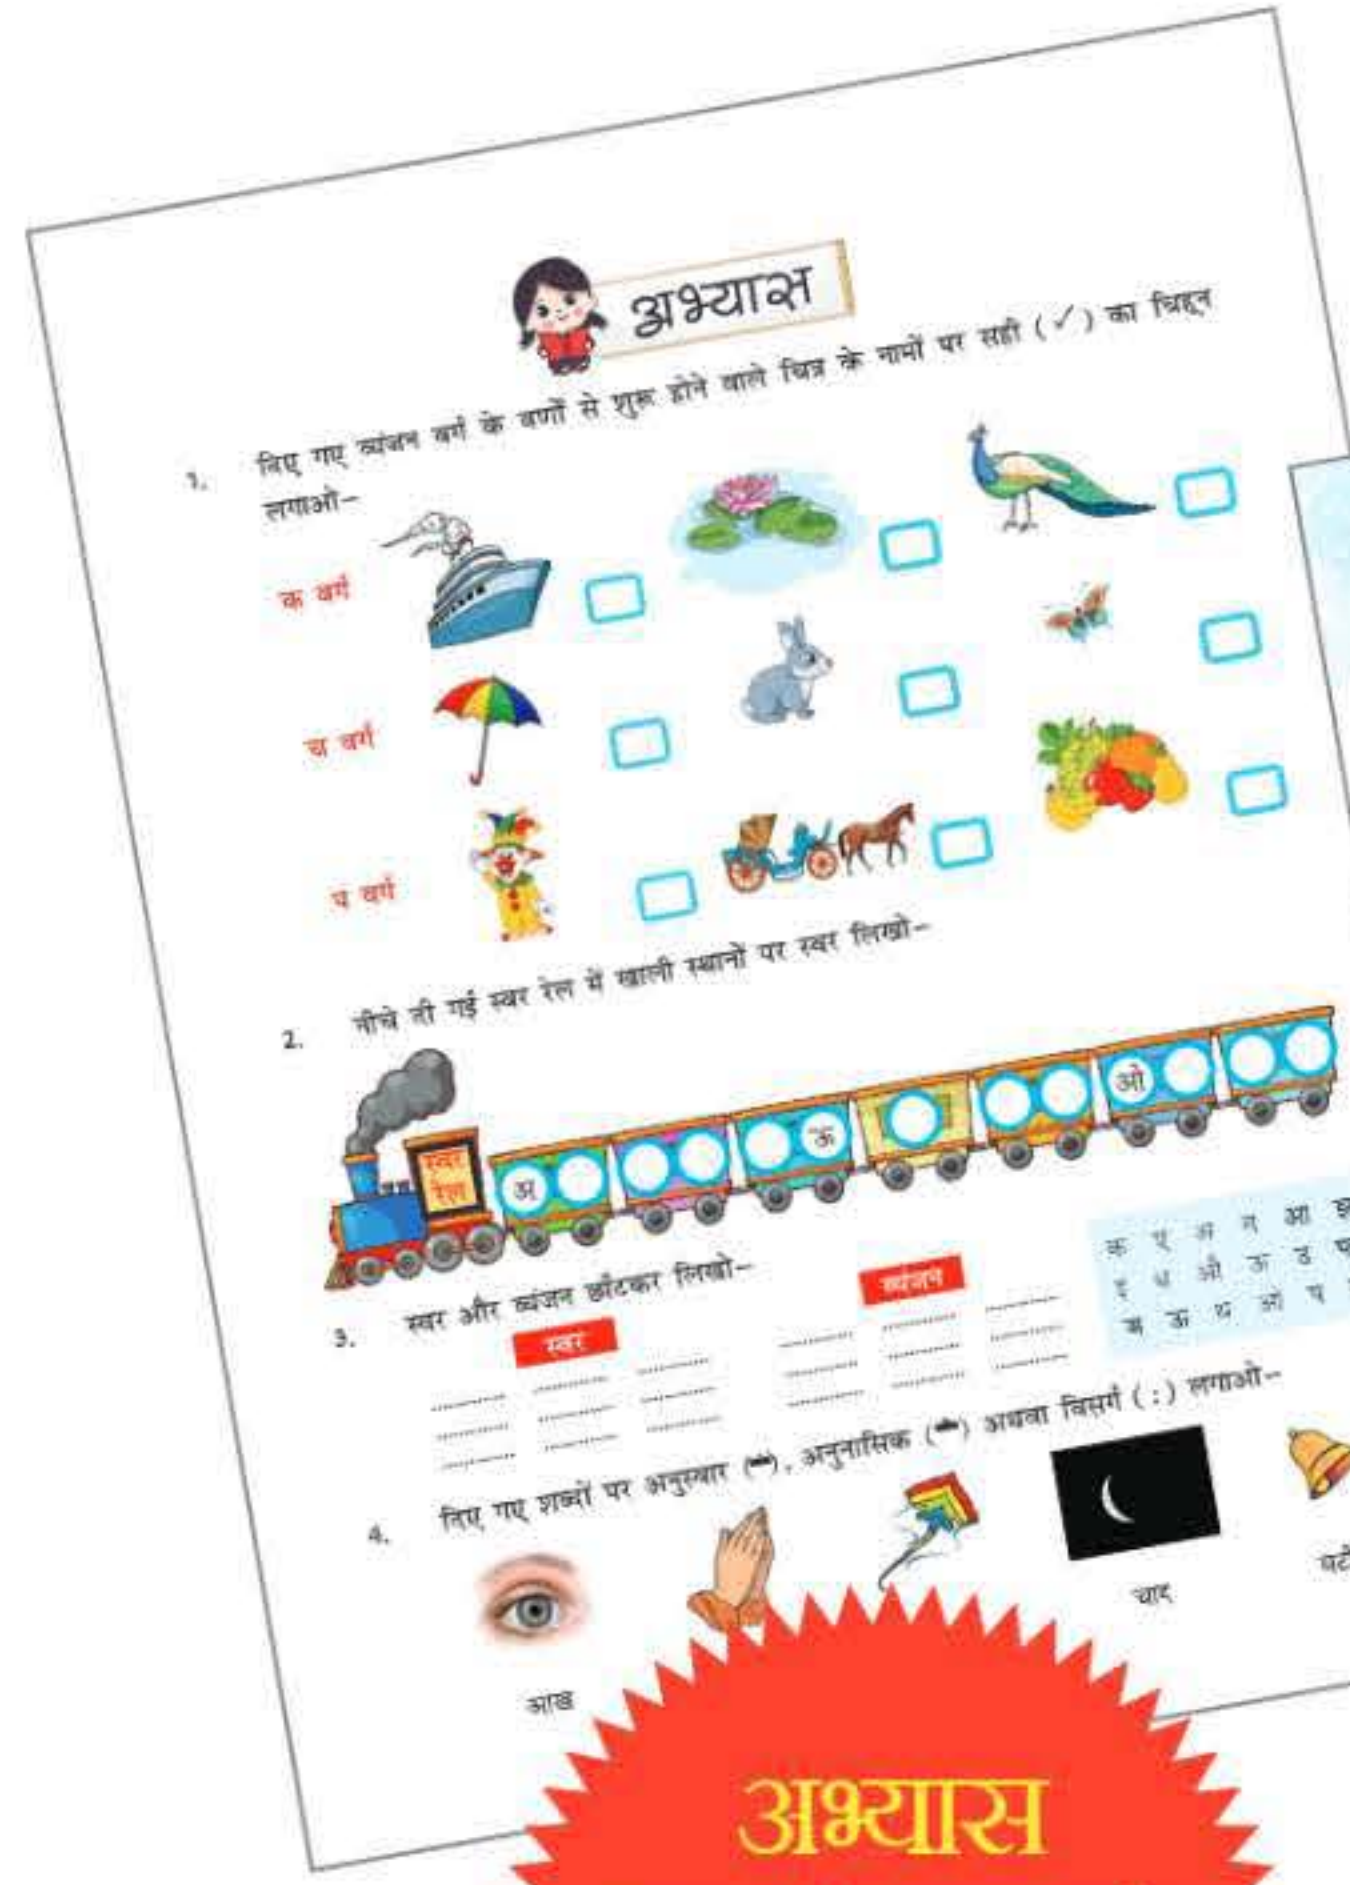 अभ्यास
1. दिए गए व्यंजन वर्ग के वर्णों से शुरू होने वाले चित्र के नामों पर सही (✓) का चिह्न
लगाओ–
क वर्ग
च वर्ग
प वर्ग
2. नीचे दी गई स्वर रेल में खाली स्थानों पर स्वर लिखो–
स्वर
रेल
अ
ऊ
ओ
3. स्वर और व्यंजन छाँटकर लिखो–
स्वर
व्यंजन
क ए अ न आ
इ ध औ ऊ ठ
ऊ थ ओ प
4. दिए गए शब्दों पर अनुस्वार (ं), अनुनासिक (ँ) अथवा विसर्ग (:) लगाओ–
आख
चाद
अभ्यास